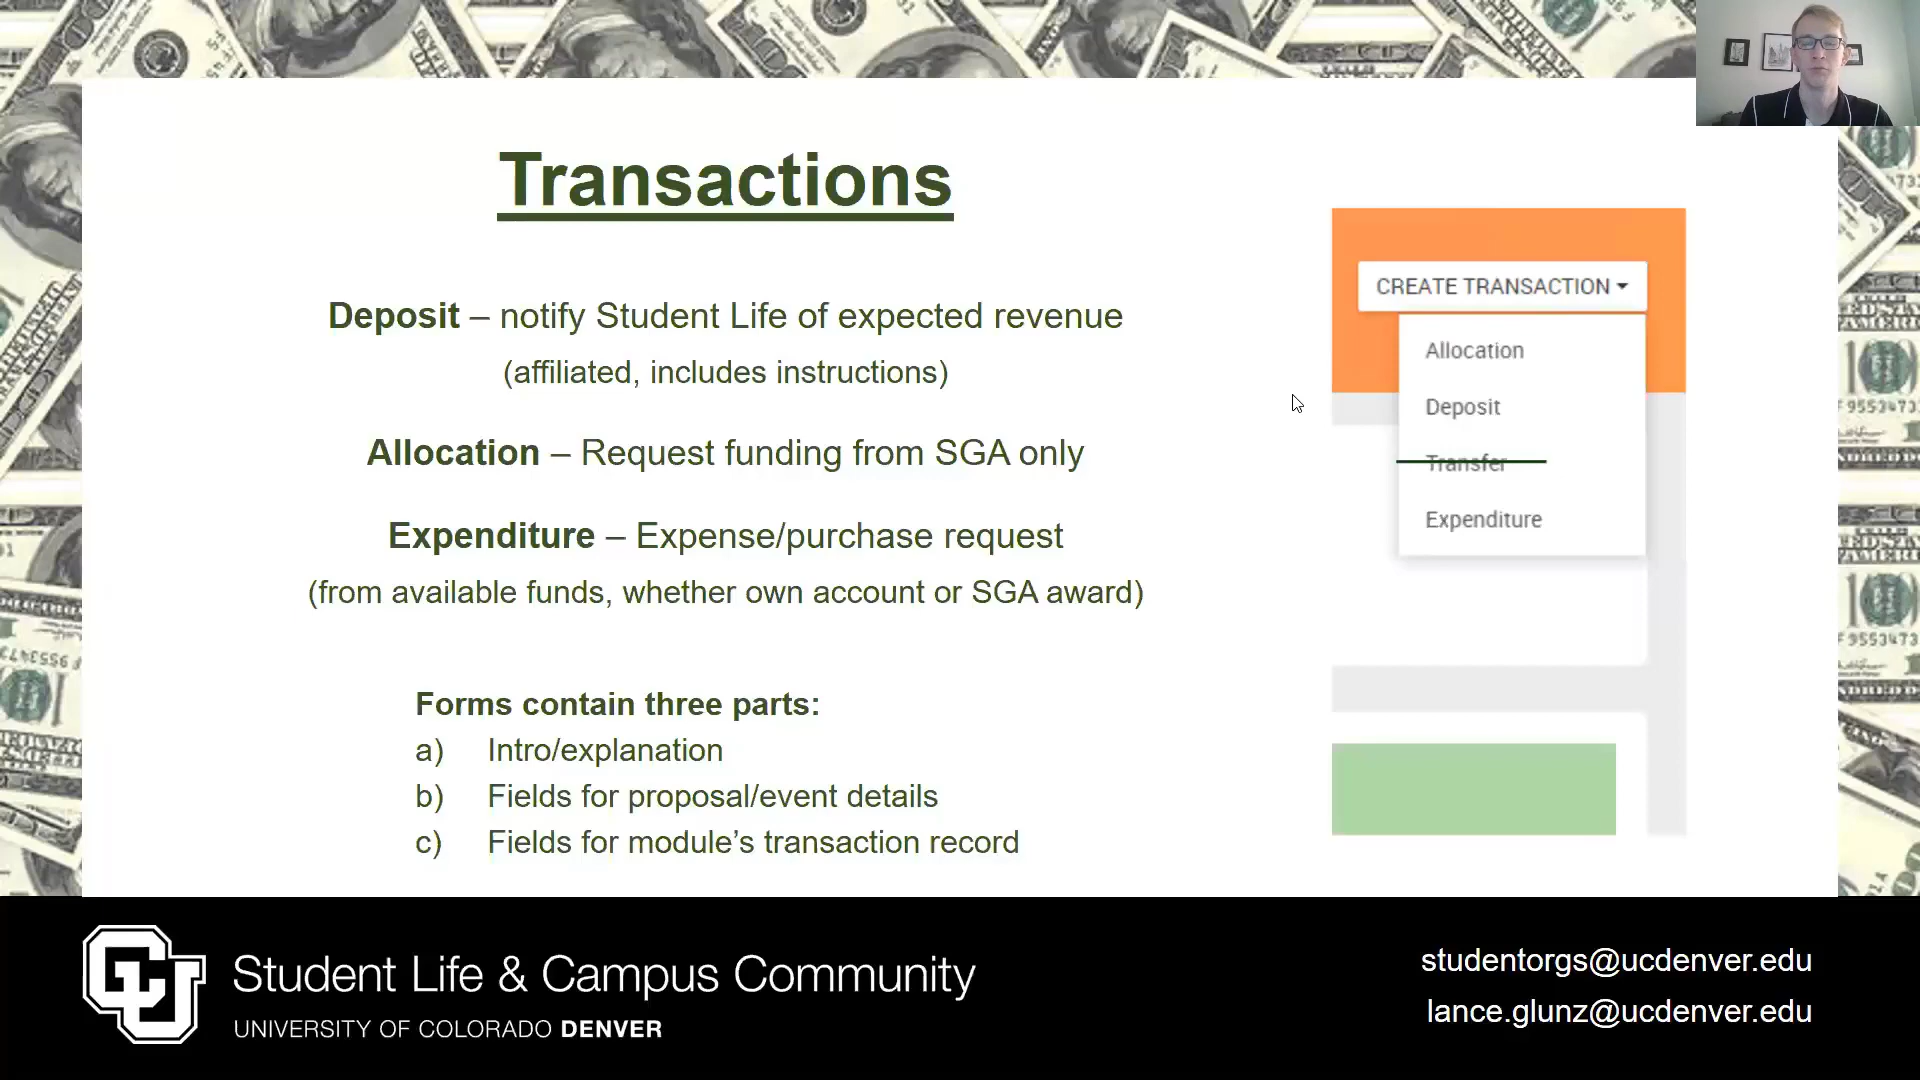 Transactions
Deposit – notify Student Life of expected revenue
(affiliated, includes instructions)
Allocation – Request funding from SGA only
Expenditure – Expense/purchase request
(from available funds, whether own account or SGA award)
Forms contain three parts:
a) Intro/explanation
b) Fields for proposal/event details
c) Fields for module’s transaction record
CREATE TRANSACTION
Allocation
Deposit
Transfer
Expenditure
CU
Student Life & Campus Community
UNIVERSITY OF COLORADO DENVER
studentorgs@ucdenver.edu
lance.glunz@ucdenver.edu